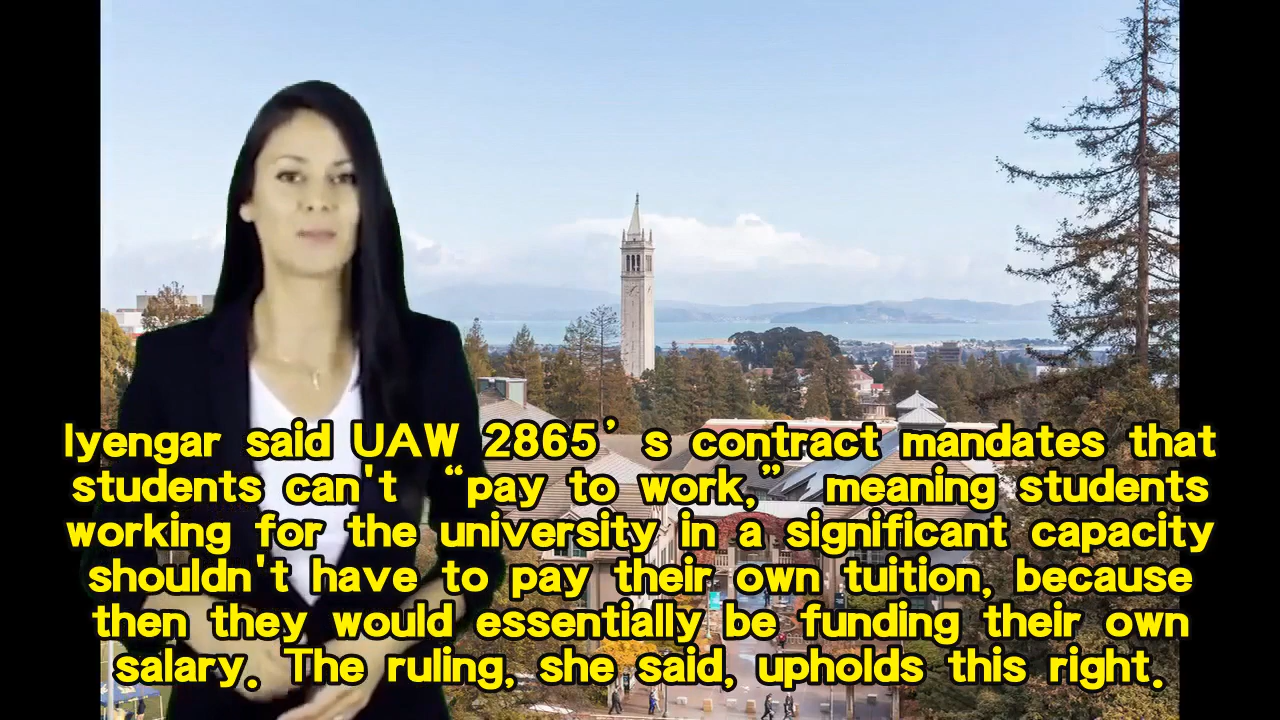 Iyengar said UAW 2865’s contract mandates that
students can't “pay to work,” meaning students
working for the university in a significant capacity
shouldn't have to pay their own tuition, because
then they would essentially be funding their own
salary. The ruling, she said, upholds this right.